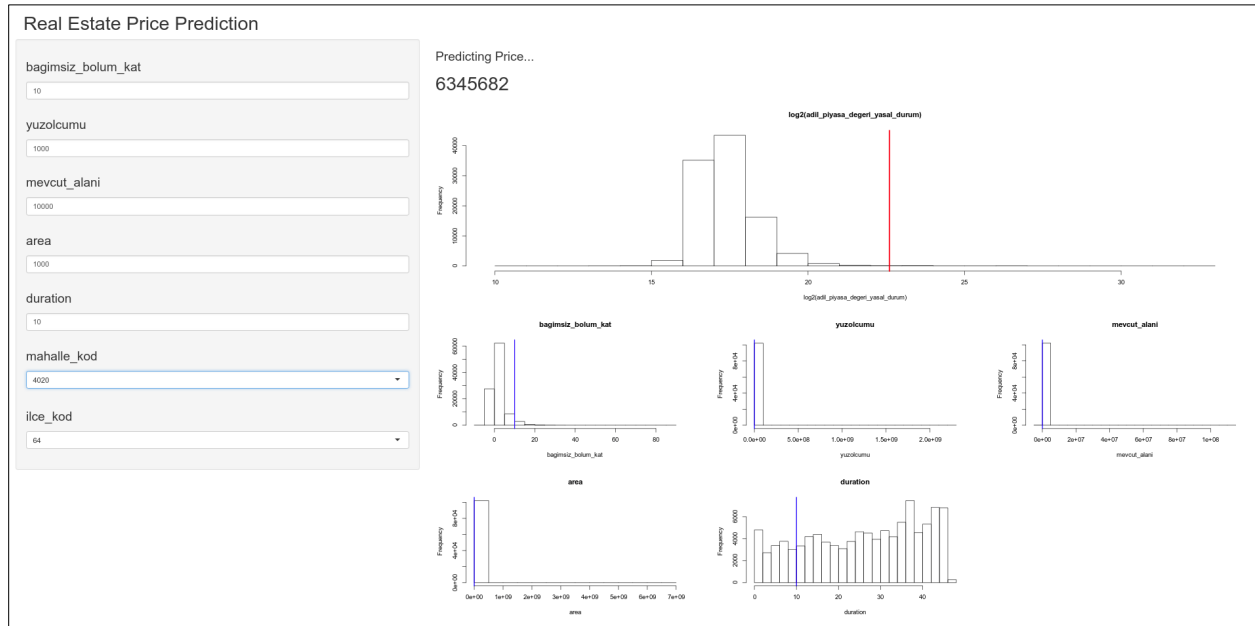 Real Estate Price Prediction
bagimsiz_bolum_kat
10
yuzolcumu
1000
mevcut_alani
10000
area
1000
duration
10
mahalle_kod
4020
ilce_kod
64
Predicting Price...
6345682
log2(adil_piyasa_degeri_yasal_durum)
Frequency
0 10000 20000 30000 40000
10 15 20 25 30
log2(adil_piyasa_degeri_yasal_durum)
bagimsiz_bolum_kat
Frequency
0 20000 60000
0 20 40 60 80
bagimsiz_bolum_kat
yuzolcumu
Frequency
0e+00 4e+04 8e+04
0.0e+00 5.0e+08 1.0e+09 1.5e+09 2.0e+09
yuzolcumu
mevcut_alani
Frequency
0e+00 4e+04 8e+04
0e+00 2e+07 4e+07 6e+07 8e+07 1e+08
mevcut_alani
area
Frequency
0e+00 4e+04 8e+04
0e+00 1e+09 2e+09 3e+09 4e+09 5e+09 6e+09 7e+09
area
duration
Frequency
0 2000 4000 6000
0 10 20 30 40
duration